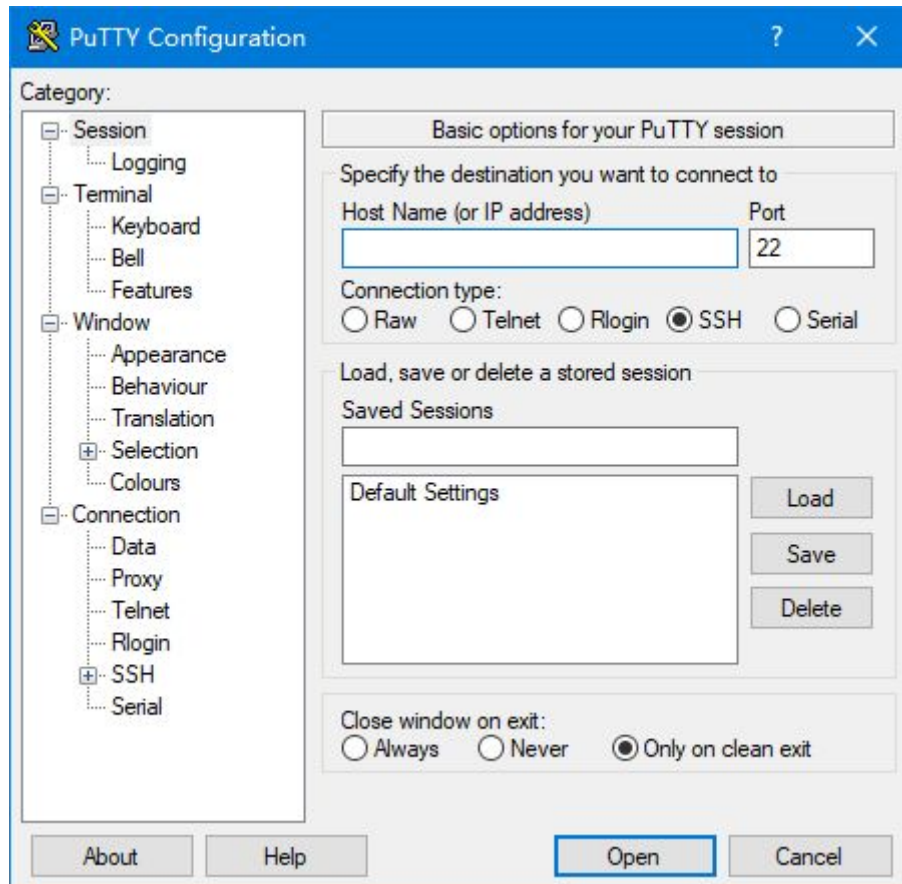 PuTTY Configuration
?
Category:
Session
Logging
Terminal
Keyboard
Bell
Features
Window
Appearance
Behaviour
Translation
Selection
Colours
Connection
Data
Proxy
Telnet
Rlogin
SSH
Serial
Basic options for your PuTTY session
Specify the destination you want to connect to
Host Name (or IP address) Port
22
Connection type:
Raw Telnet Rlogin SSH Serial
Load, save or delete a stored session
Saved Sessions
Default Settings
Load
Save
Delete
Close window on exit:
Always Never Only on clean exit
About Help Open Cancel